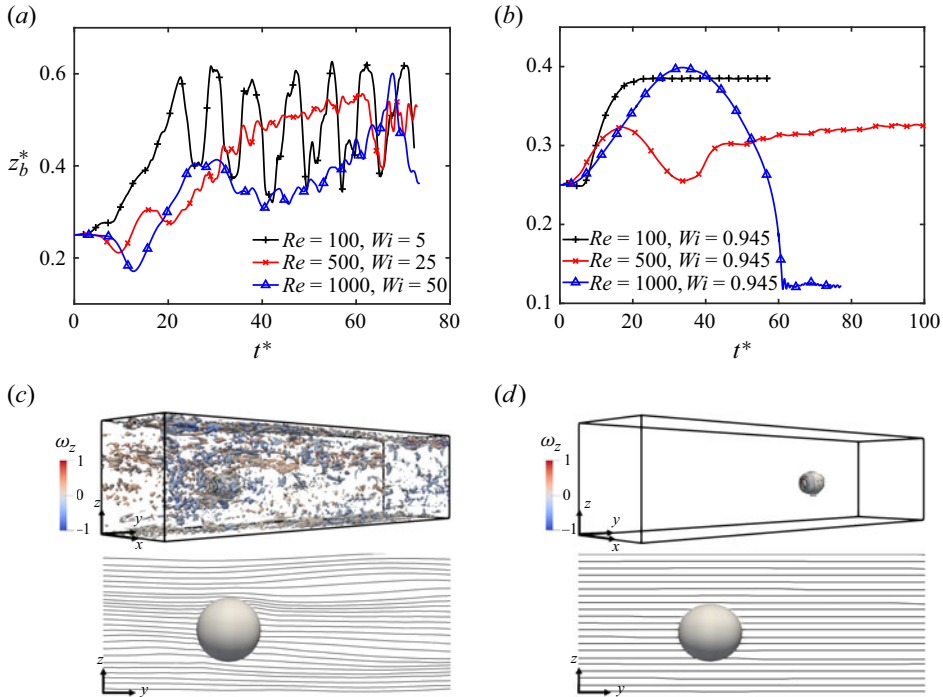 (a)
0.6
0.4
0.2
z_b^*
Re = 100, Wi = 5
Re = 500, Wi = 25
Re = 1000, Wi = 50
0 20 40 60 80
t*
(b)
0.4
0.3
0.2
0.1
Re = 100, Wi = 0.945
Re = 500, Wi = 0.945
Re = 1000, Wi = 0.945
0 20 40 60 80 100
t*
(c)
ω_z
1
0
−1
z
y
x
z
y
(d)
ω_z
1
0
−1
z
y
x
z
y